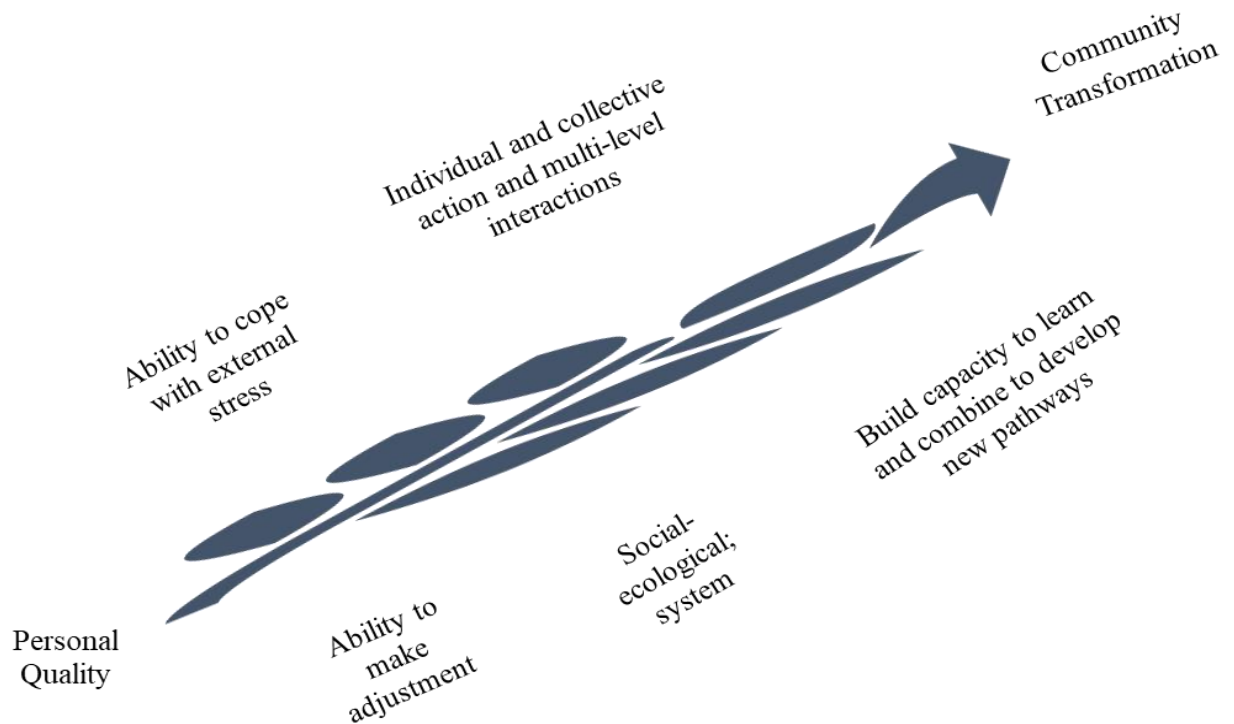 Community
Transformation
Individual and collective
action and multi-level
interactions
Ability to cope
with external
stress
Build capacity to learn
and combine to develop
new pathways
Social-
ecological;
system
Ability to
make
adjustment
Personal
Quality